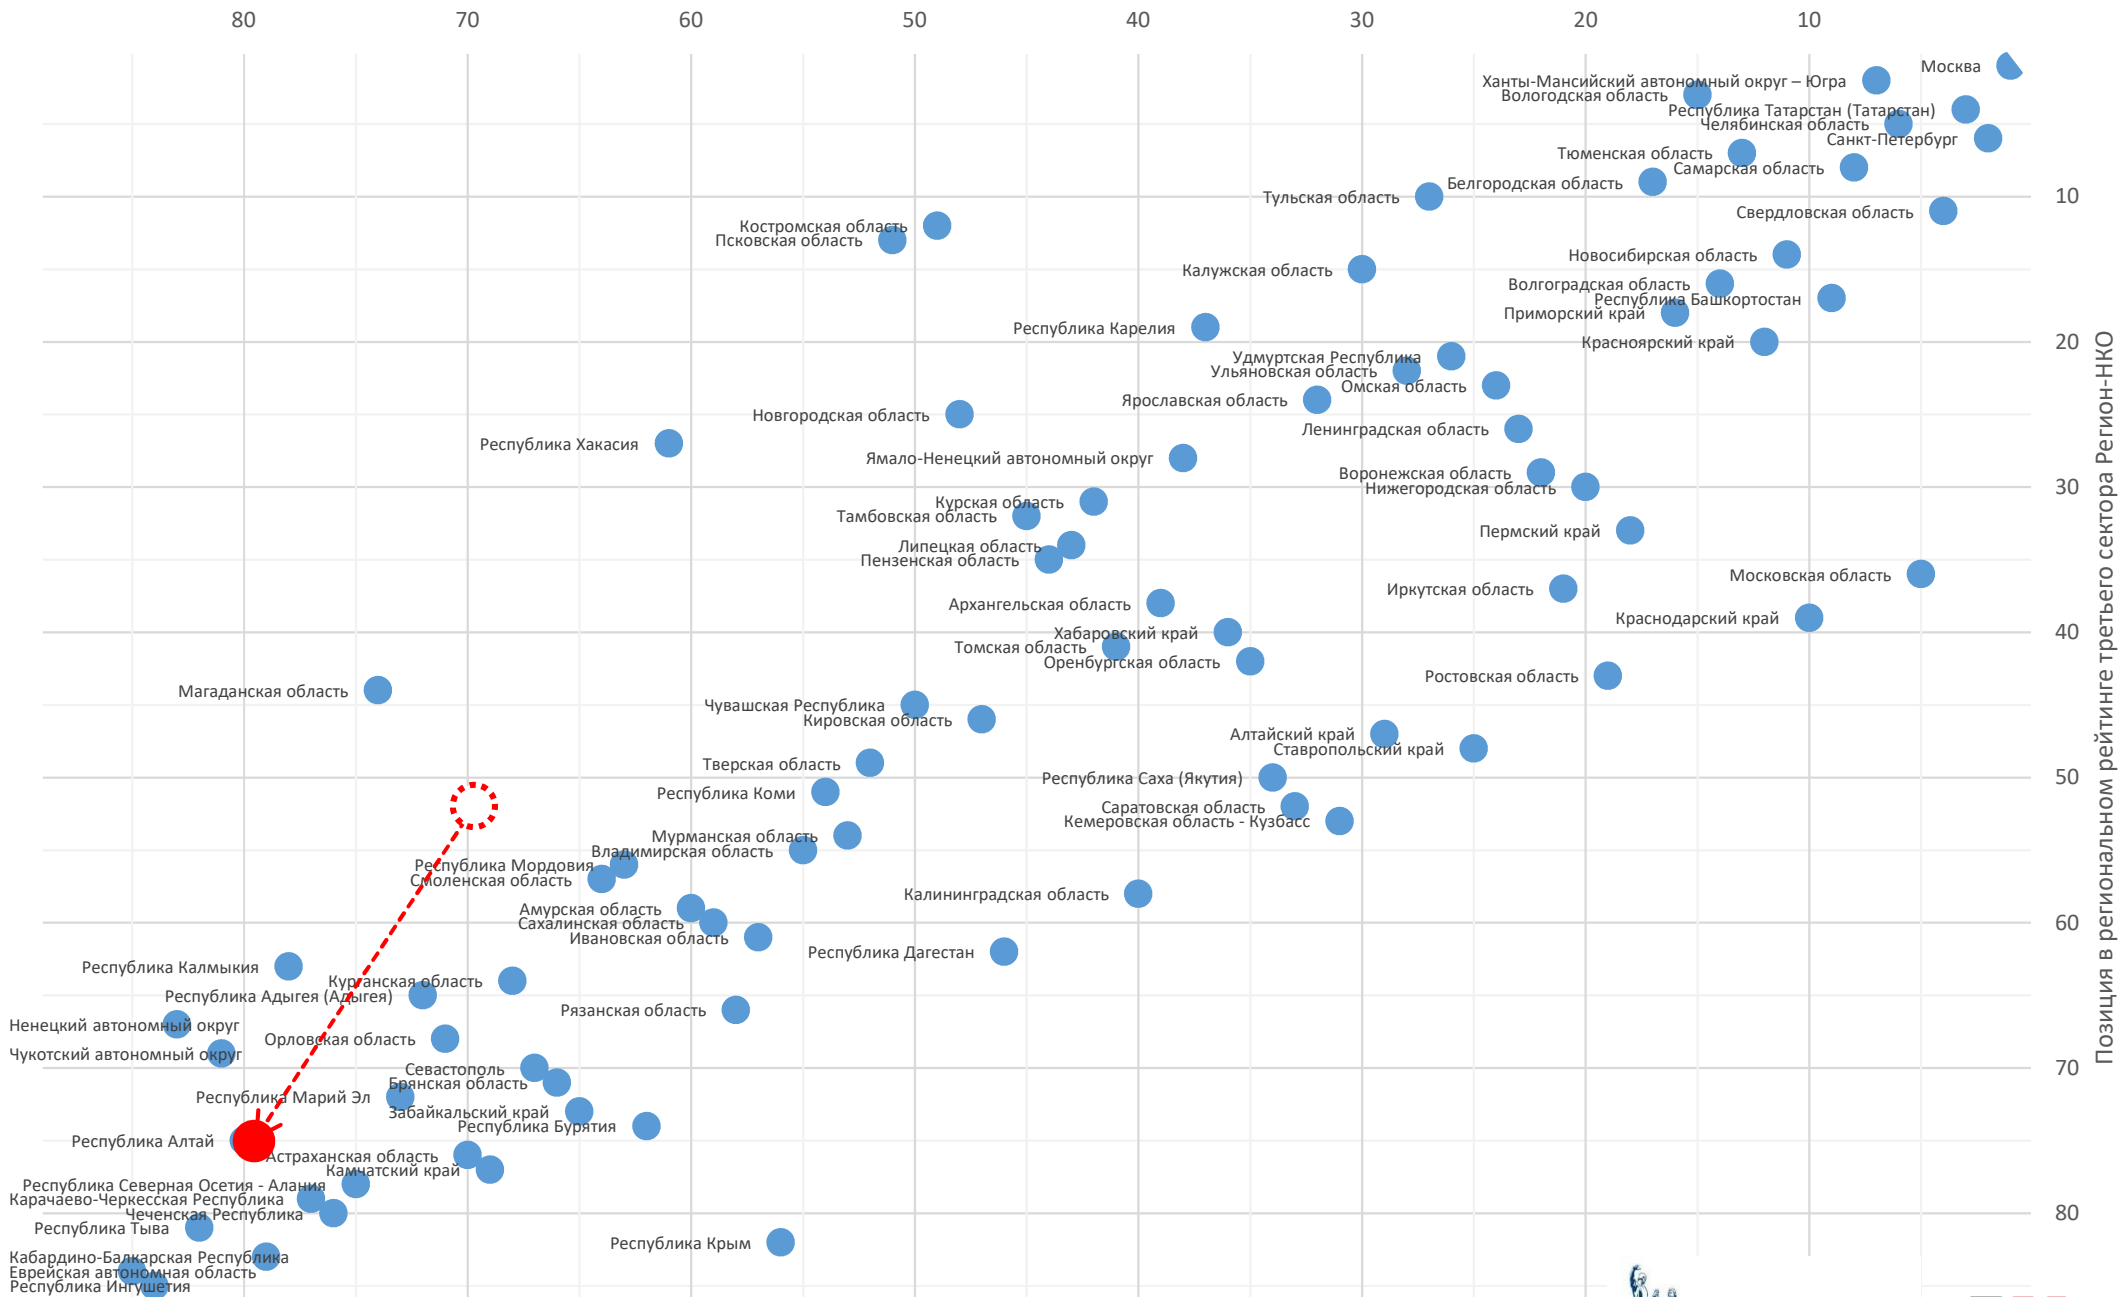 80 70 60 50 40 30 20 10
Москва
Ханты-Мансийский автономный округ – Югра
Вологодская область
Республика Татарстан (Татарстан)
Челябинская область
Санкт-Петербург
Тюменская область
Самарская область
Белгородская область
10
Тульская область
Свердловская область
Костромская область
Псковская область
Новосибирская область
Калужская область
Волгоградская область
Республика Башкортостан
Приморский край
Республика Карелия
20
Красноярский край
Удмуртская Республика
Ульяновская область
Омская область
Ярославская область
Новгородская область
Ленинградская область
Республика Хакасия
Ямало-Ненецкий автономный округ
Воронежская область
30
Нижегородская область
Курская область
Тамбовская область
Пермский край
Липецкая область
Пензенская область
Московская область
Иркутская область
Архангельская область
Краснодарский край
40
Хабаровский край
Томская область
Оренбургская область
Ростовская область
Магаданская область
Чувашская Республика
Кировская область
Алтайский край
Ставропольский край
Тверская область
50
Республика Саха (Якутия)
Республика Коми
Саратовская область
Кемеровская область - Кузбасс
Мурманская область
Владимирская область
Республика Мордовия
Смоленская область
Калининградская область
Амурская область
60
Сахалинская область
Ивановская область
Республика Дагестан
Республика Калмыкия
Курганская область
Республика Адыгея (Адыгея)
Рязанская область
Ненецкий автономный округ
Орловская область
Чукотский автономный округ
70
Севастополь
Брянская область
Республика Марий Эл
Забайкальский край
Республика Бурятия
Республика Алтай
Астраханская область
Камчатский край
Республика Северная Осетия - Алания
Карачаево-Черкесская Республика
80
Чеченская Республика
Республика Тыва
Республика Крым
Кабардино-Балкарская Республика
Еврейская автономная область
Республика Ингушетия
Позиция в региональном рейтинге третьего сектора Регион-НКО